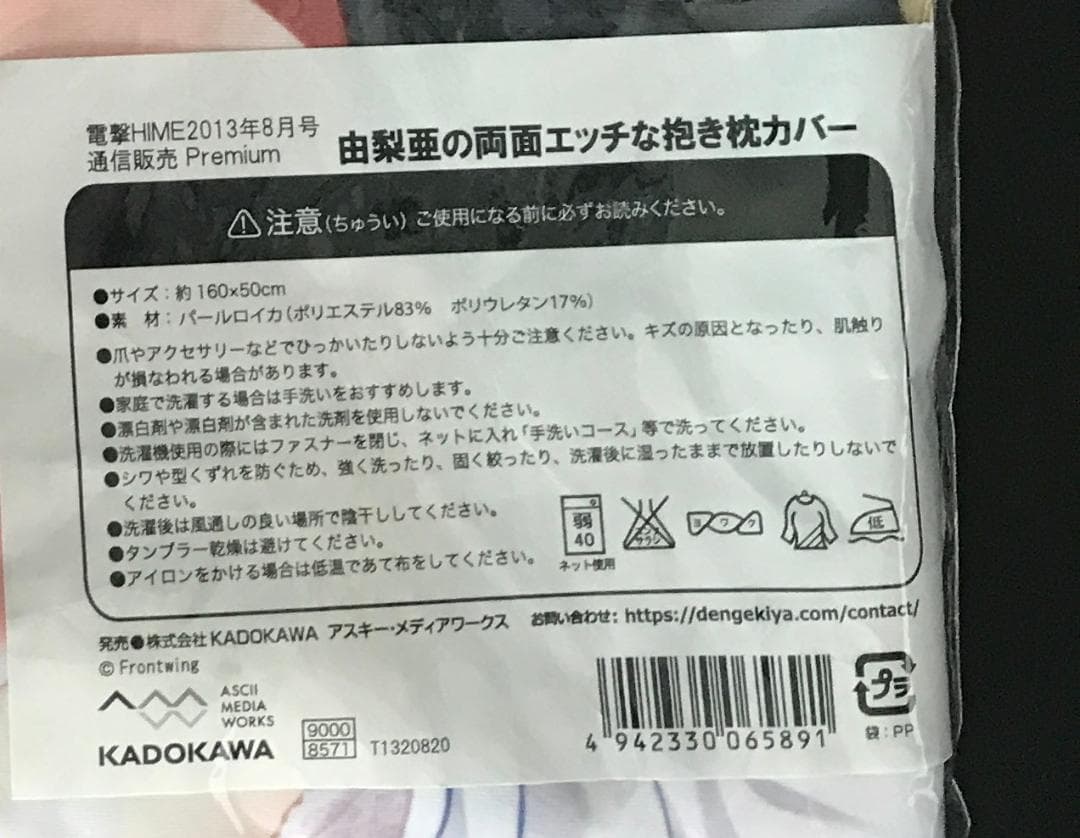 電撃HIME2013年8月号
通信販売 Premium
由梨亜の両面エッチな抱き枕カバー
注意(ちゅうい) ご使用になる前に必ずお読みください。
●サイズ:約160×50cm
●素　材:パールロイカ(ポリエステル83%　ポリウレタン17%)
●爪やアクセサリーなどでひっかいたりしないよう十分ご注意ください。キズの原因となったり、肌触り
が損なわれる場合があります。
●家庭で洗濯する場合は手洗いをおすすめします。
●漂白剤や漂白剤が含まれた洗剤を使用しないでください。
●洗濯機使用の際にはファスナーを閉じ、ネットに入れ「手洗いコース」等で洗ってください。
●シワや型くずれを防ぐため、強く洗ったり、固く絞ったり、洗濯後に湿ったままで放置したりしないで
ください。
●洗濯後は風通しの良い場所で陰干ししてください。
●タンブラー乾燥は避けてください。
●アイロンをかける場合は低温であて布をしてください。
弱
40
ネット使用
サラシ
ヨワク
低
発売●株式会社KADOKAWA アスキー・メディアワークス　お問い合わせ: https://dengekiya.com/contact/
© Frontwing
ASCII
MEDIA
WORKS
KADOKAWA
9000
8571
T1320820
4 942330 065891
プラ
袋:PP